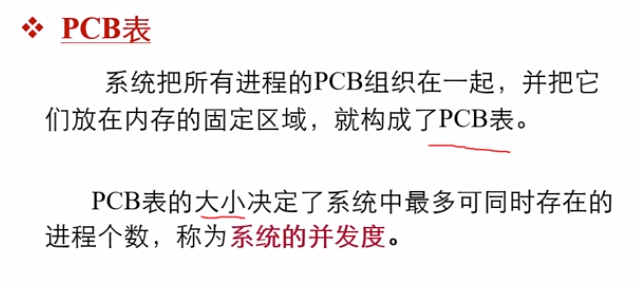 ❖ PCB表
系统把所有进程的PCB组织在一起，并把它
们放在内存的固定区域，就构成了PCB表。
PCB表的大小决定了系统中最多可同时存在的
进程个数，称为系统的并发度。